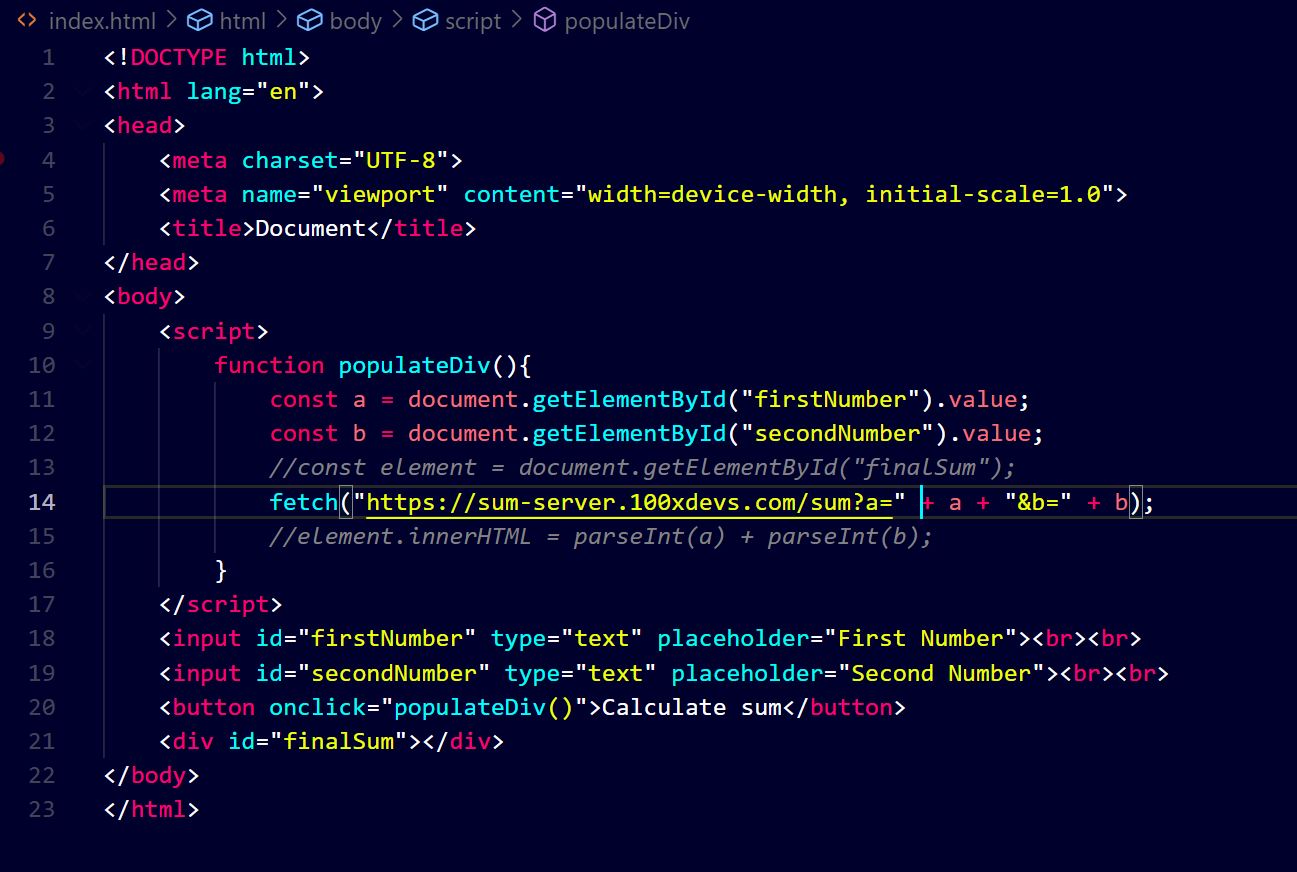 index.html > html > body > script > populateDiv
1 <!DOCTYPE html>
2 <html lang="en">
3 <head>
4     <meta charset="UTF-8">
5     <meta name="viewport" content="width=device-width, initial-scale=1.0">
6     <title>Document</title>
7 </head>
8 <body>
9     <script>
10         function populateDiv(){
11             const a = document.getElementById("firstNumber").value;
12             const b = document.getElementById("secondNumber").value;
13             //const element = document.getElementById("finalSum");
14             fetch("https://sum-server.100xdevs.com/sum?a=" + a + "&b=" + b);
15             //element.innerHTML = parseInt(a) + parseInt(b);
16         }
17     </script>
18     <input id="firstNumber" type="text" placeholder="First Number"><br><br>
19     <input id="secondNumber" type="text" placeholder="Second Number"><br><br>
20     <button onclick="populateDiv()">Calculate sum</button>
21     <div id="finalSum"></div>
22 </body>
23 </html>